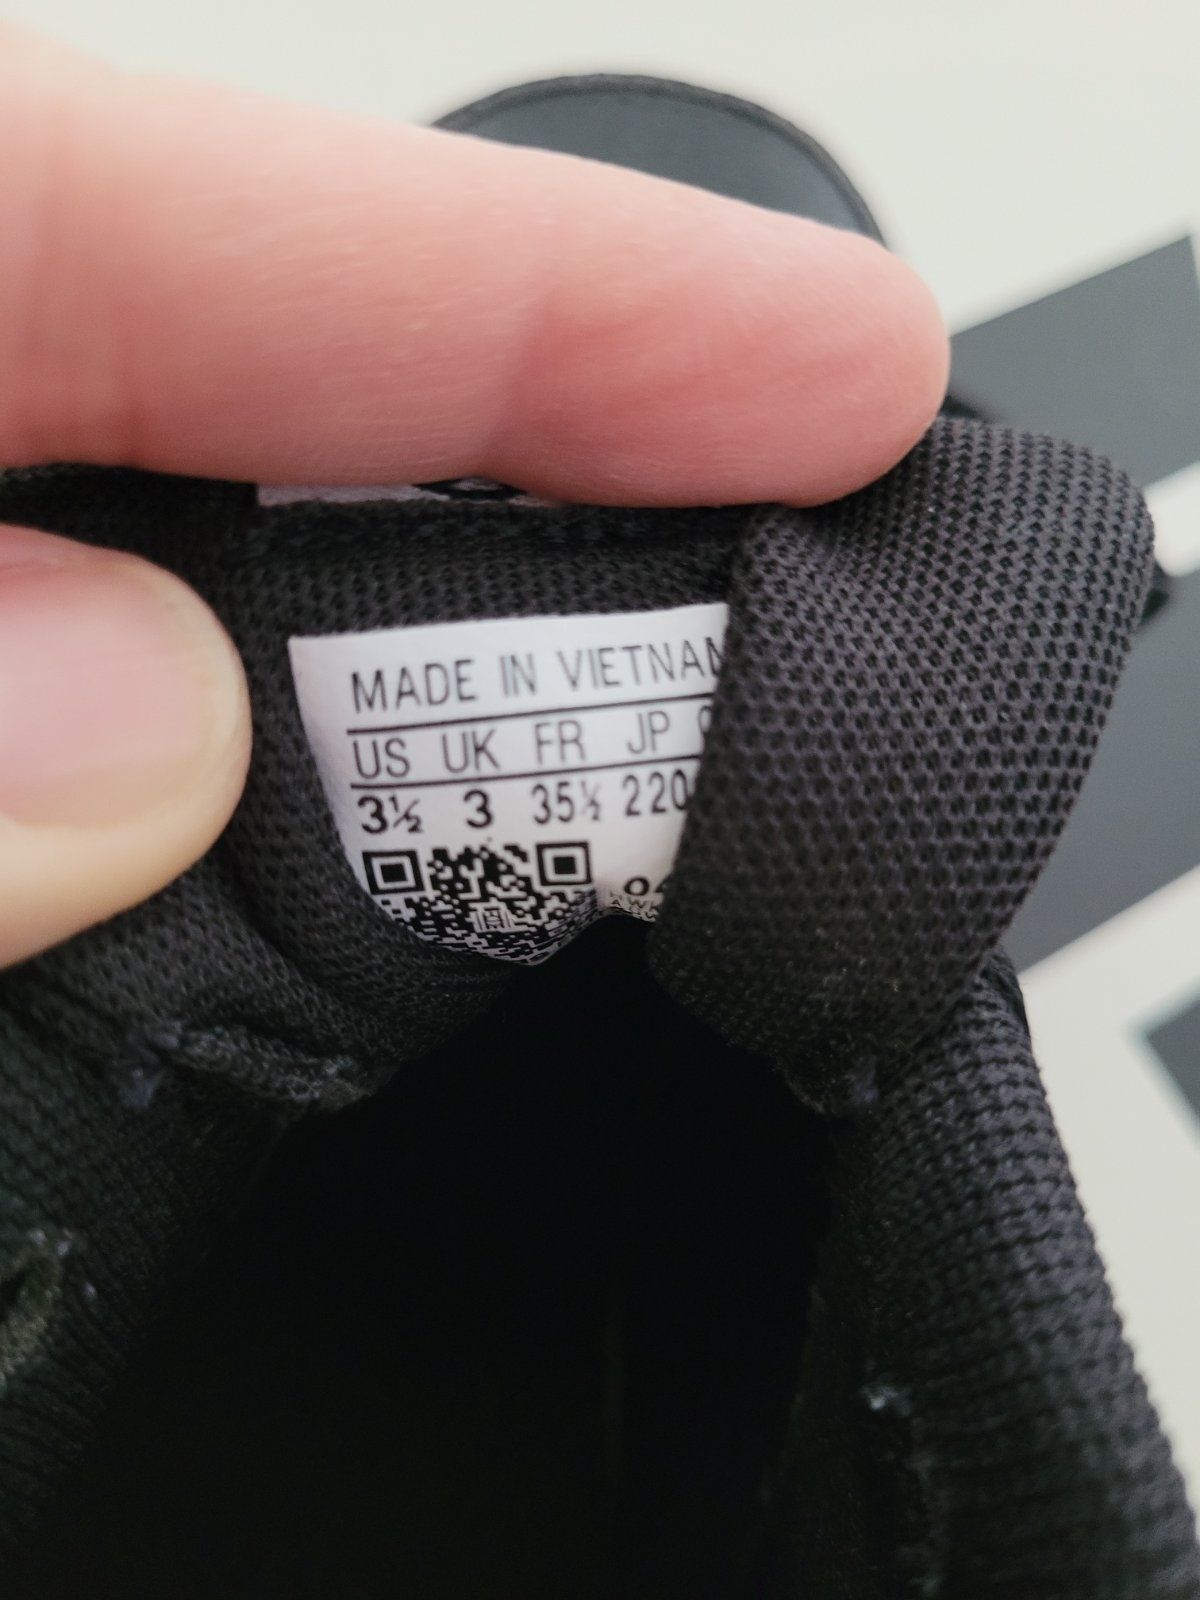 MADE IN VIETNAM
US UK FR JP
3½ 3 35½ 220